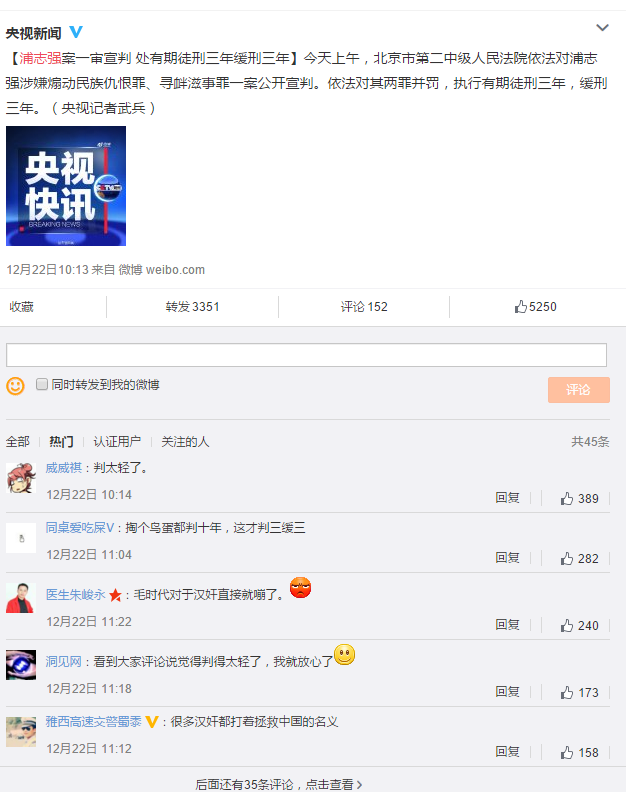 央视新闻
【浦志强案一审宣判 处有期徒刑三年缓刑三年】今天上午，北京市第二中级人民法院依法对浦志
强涉嫌煽动民族仇恨罪、寻衅滋事罪一案公开宣判。依法对其两罪并罚，执行有期徒刑三年，缓刑
三年。（央视记者武兵）
央视
快讯
BREAKING NEWS
12月22日10:13 来自 微博 weibo.com
收藏 转发 3351 评论 152 5250
同时转发到我的微博 评论
全部 热门 认证用户 关注的人 共45条
威威祺：判太轻了。
12月22日 10:14 回复 389
同桌爱吃屎V：掏个鸟蛋都判十年，这才判三缓三
12月22日 11:04 回复 282
医生朱峻永：毛时代对于汉奸直接就嘣了。
12月22日 11:22 回复 240
洞见网：看到大家评论说觉得判得太轻了，我就放心了
12月22日 11:18 回复 173
雅西高速交警蜀黍：很多汉奸都打着拯救中国的名义
12月22日 11:12 回复 158
后面还有35条评论，点击查看